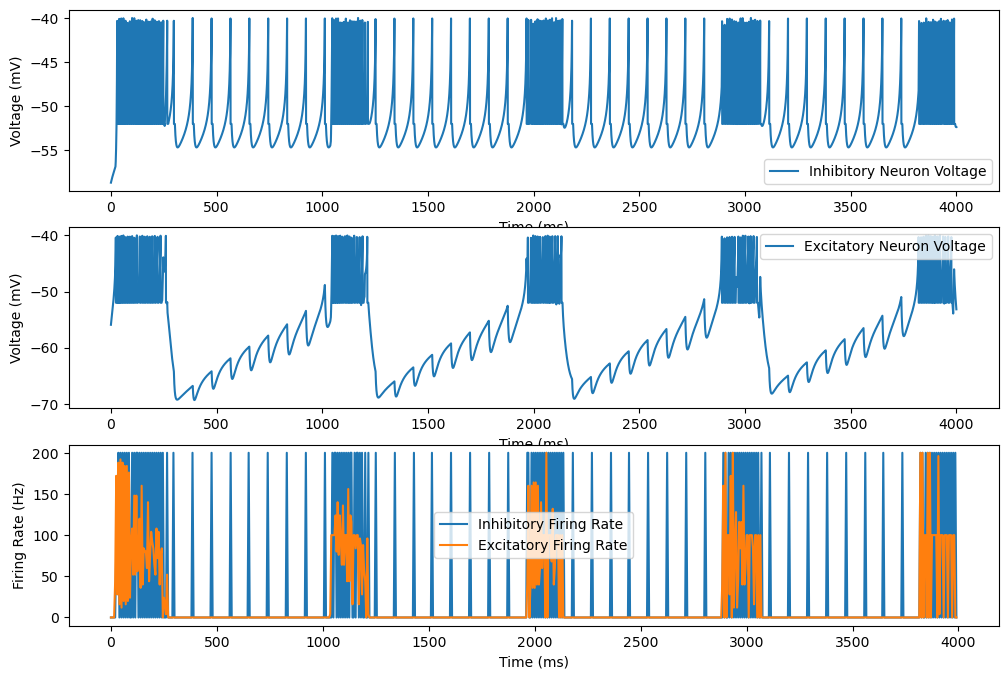 −40
−45
−50
−55
Voltage (mV)
Inhibitory Neuron Voltage
0 500 1000 1500 2000 2500 3000 3500 4000
Time (ms)
−40
−50
−60
−70
Voltage (mV)
Excitatory Neuron Voltage
0 500 1000 1500 2000 2500 3000 3500 4000
Time (ms)
200
150
100
50
0
Firing Rate (Hz)
Inhibitory Firing Rate
Excitatory Firing Rate
0 500 1000 1500 2000 2500 3000 3500 4000
Time (ms)